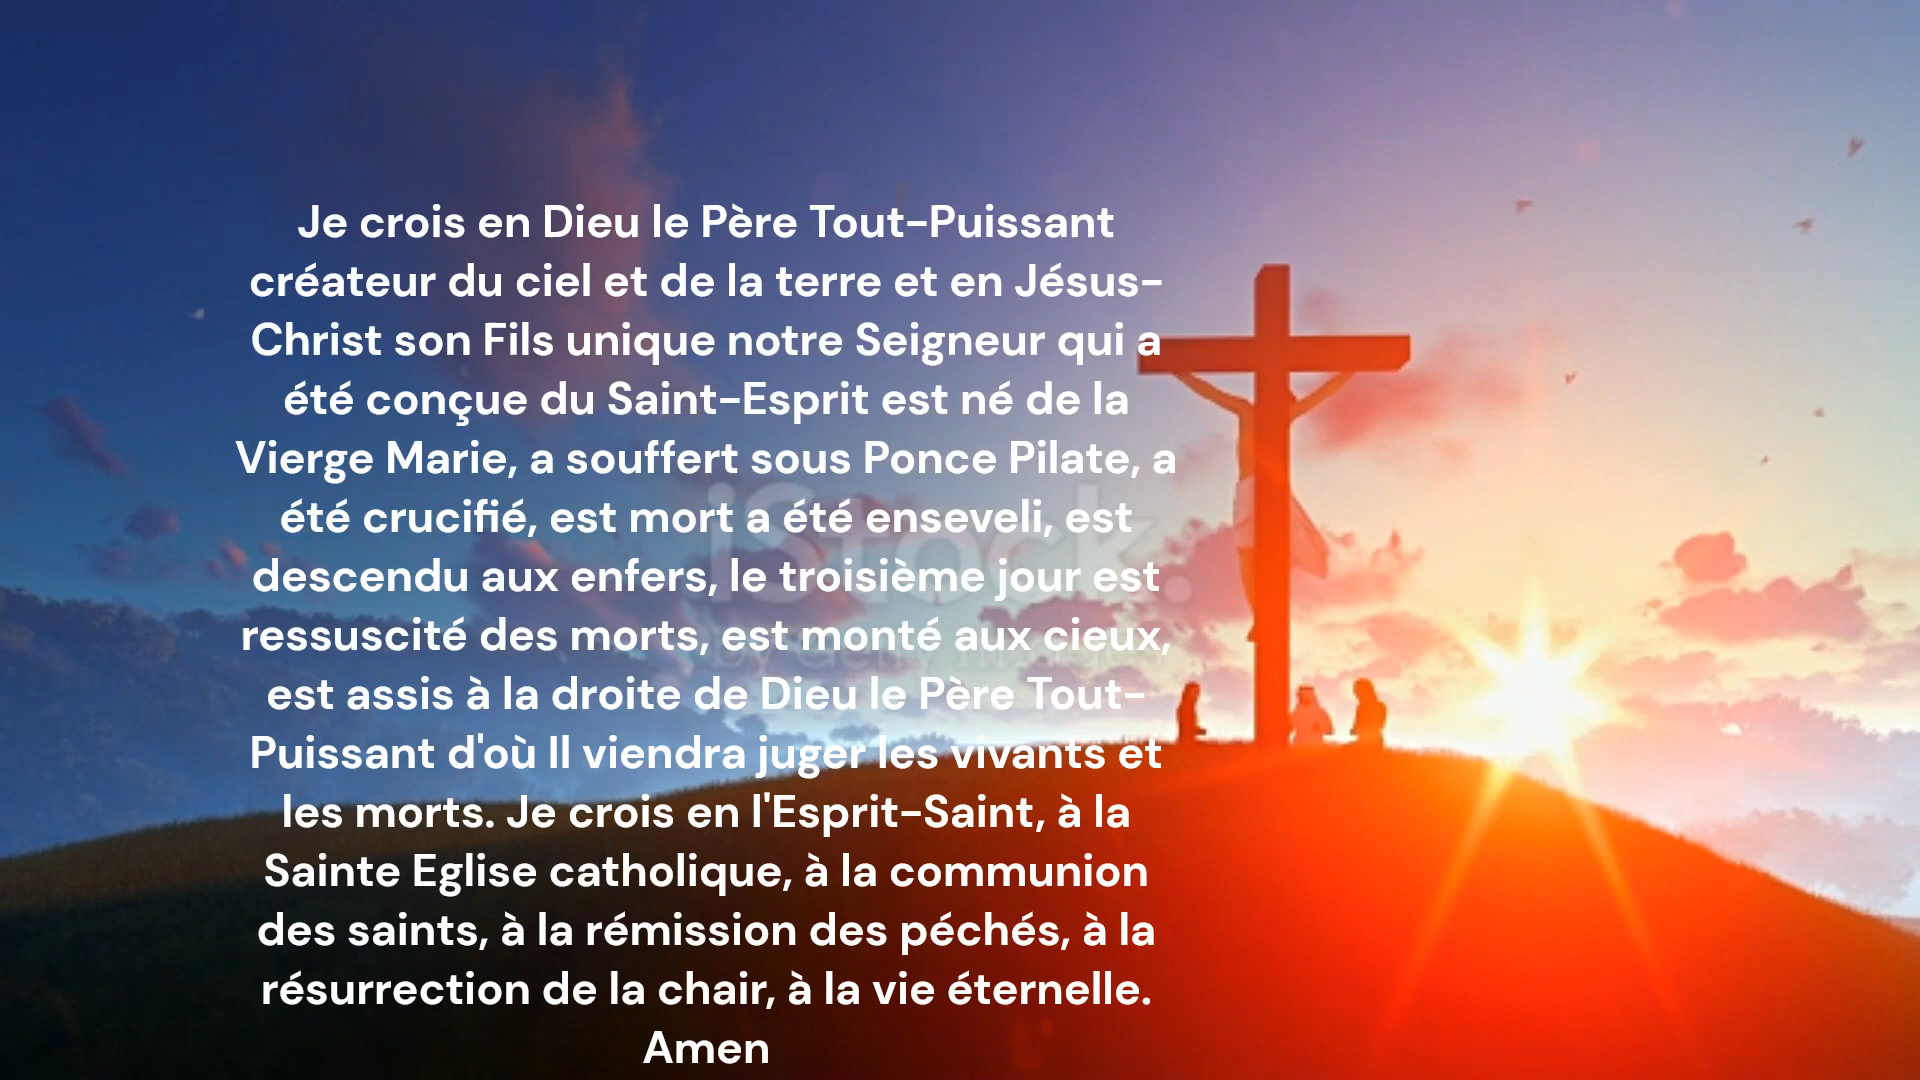 Je crois en Dieu le Père Tout-Puissant
créateur du ciel et de la terre et en Jésus-
Christ son Fils unique notre Seigneur qui a
été conçue du Saint-Esprit est né de la
Vierge Marie, a souffert sous Ponce Pilate, a
été crucifié, est mort a été enseveli, est
descendu aux enfers, le troisième jour est
ressuscité des morts, est monté aux cieux,
est assis à la droite de Dieu le Père Tout-
Puissant d'où Il viendra juger les vivants et
les morts. Je crois en l'Esprit-Saint, à la
Sainte Eglise catholique, à la communion
des saints, à la rémission des péchés, à la
résurrection de la chair, à la vie éternelle.
Amen
iStock.
by Getty Images